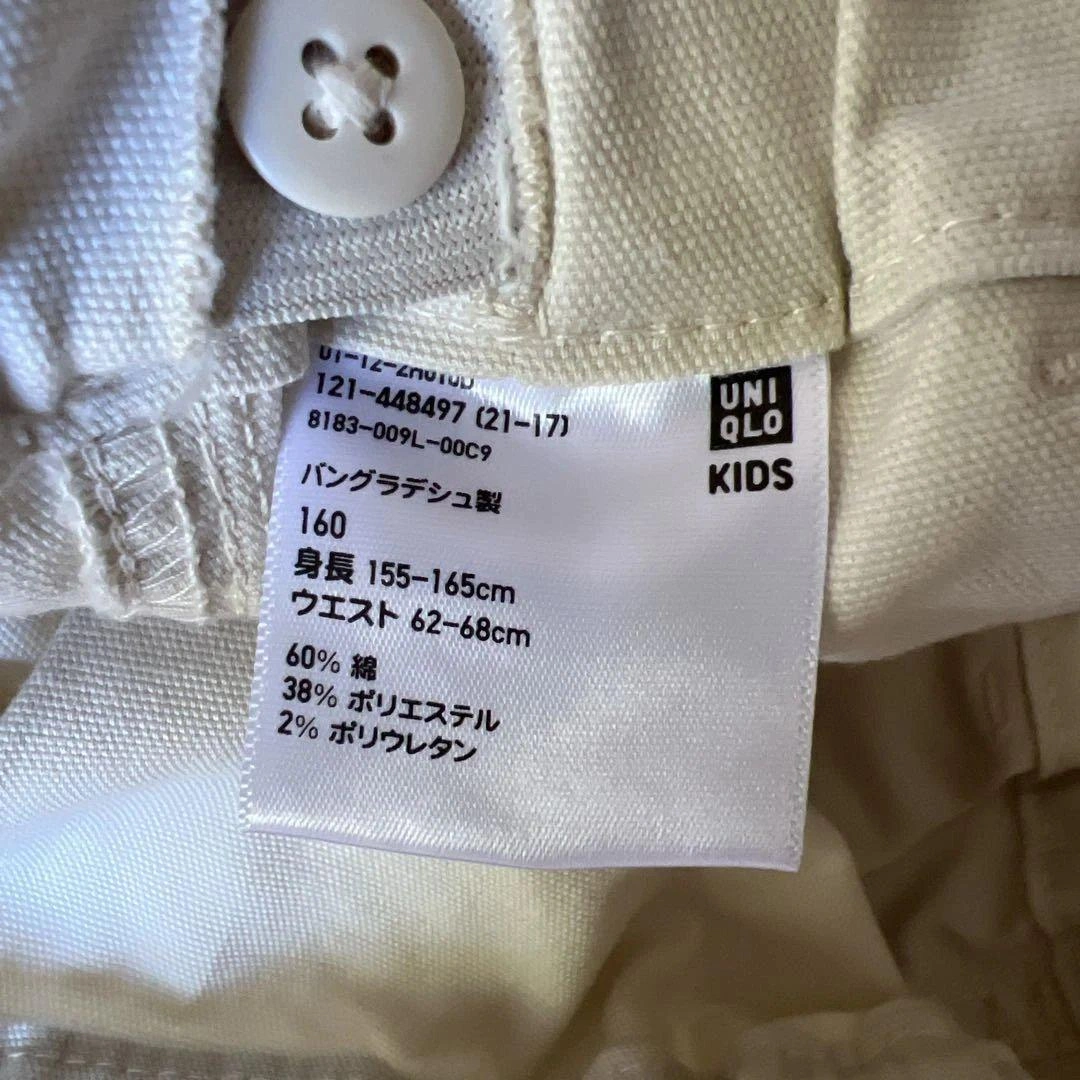 121-448497 (21-17)
8183-009L-00C9
バングラデシュ製
160
身長 155-165cm
ウエスト 62-68cm
60% 綿
38% ポリエステル
2% ポリウレタン
UNI
QLO
KIDS